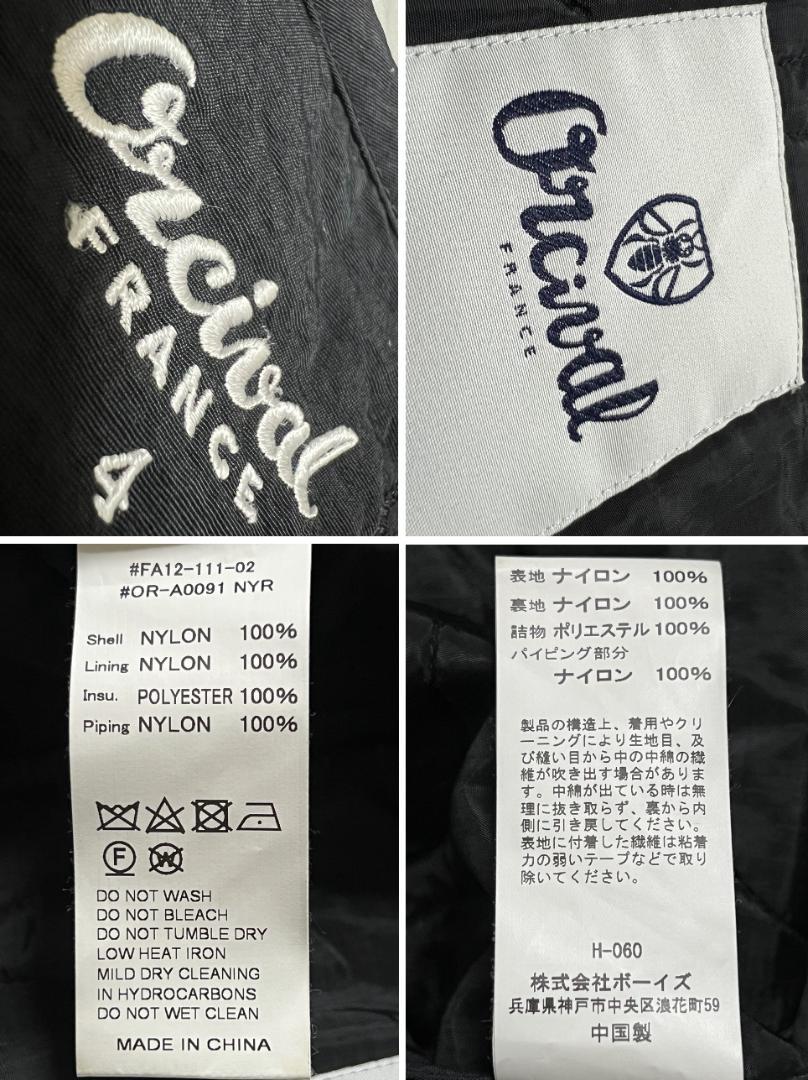 Orcival
FRANCE
A
Orcival
FRANCE
#FA12-111-02
#OR-A0091 NYR
Shell NYLON 100%
Lining NYLON 100%
Insu. POLYESTER 100%
Piping NYLON 100%
F W
DO NOT WASH
DO NOT BLEACH
DO NOT TUMBLE DRY
LOW HEAT IRON
MILD DRY CLEANING
IN HYDROCARBONS
DO NOT WET CLEAN
MADE IN CHINA
表地 ナイロン 100%
裏地 ナイロン 100%
詰物 ポリエステル 100%
パイピング部分
ナイロン 100%
製品の構造上、着用やクリ
ーニングにより生地目、及
び縫い目から中の中綿の繊
維が吹き出す場合がありま
す。中綿が出ている時は無
理に抜き取らず、裏から内
側に引き戻してください。
表地に付着した繊維は粘着
力の弱いテープなどで取り
除いてください。
H-060
株式会社ボーイズ
兵庫県神戸市中央区浪花町59
中国製